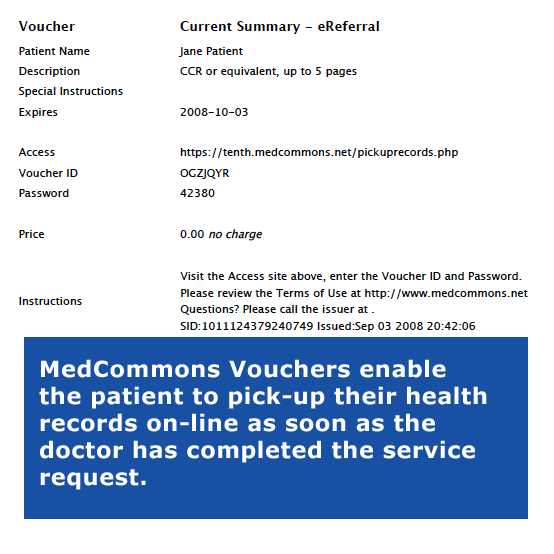 Voucher Current Summary - eReferral
Patient Name Jane Patient
Description CCR or equivalent, up to 5 pages
Special Instructions
Expires 2008-10-03
Access https://tenth.medcommons.net/pickuprecords.php
Voucher ID OGZJQYR
Password 42380
Price 0.00 no charge
Visit the Access site above, enter the Voucher ID and Password.
Please review the Terms of Use at http://www.medcommons.net
Instructions
Questions? Please call the issuer at .
SID:1011124379240749 Issued:Sep 03 2008 20:42:06
MedCommons Vouchers enable
the patient to pick-up their health
records on-line as soon as the
doctor has completed the service
request.